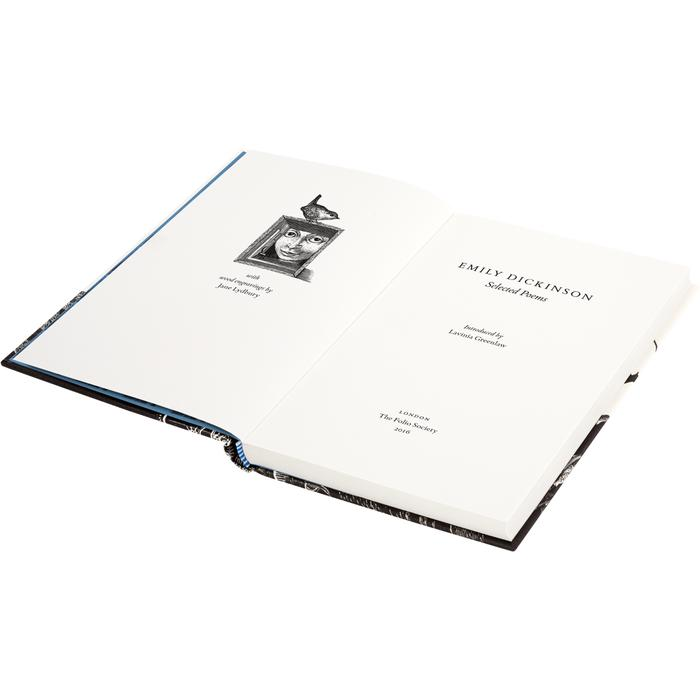 with
wood engravings by
Jane Lydbury
EMILY DICKINSON
Selected Poems
Introduced by
Lavinia Greenlaw
LONDON
The Folio Society
2016